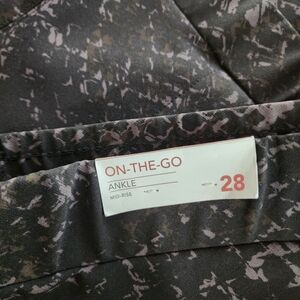 ON-THE-GO
ANKLE
MID-RISE
28